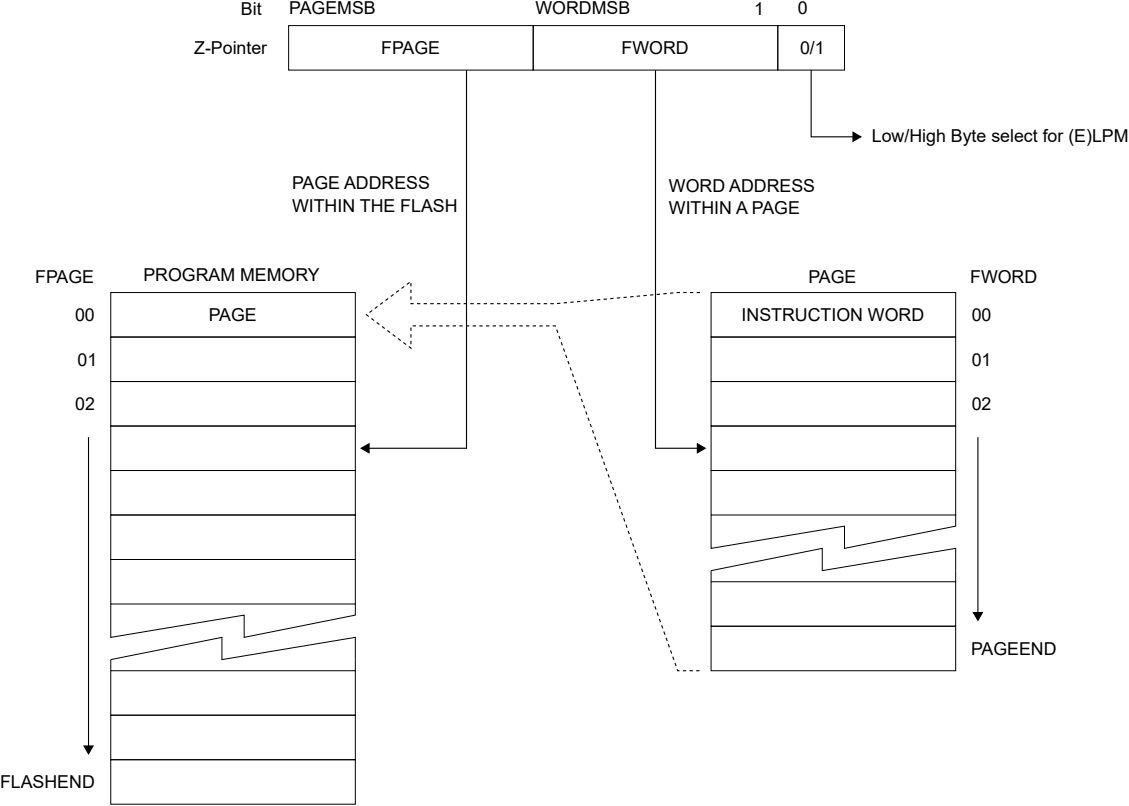 Bit PAGEMSB WORDMSB 1 0
Z-Pointer FPAGE FWORD 0/1
Low/High Byte select for (E)LPM
PAGE ADDRESS
WITHIN THE FLASH
WORD ADDRESS
WITHIN A PAGE
FPAGE PROGRAM MEMORY PAGE FWORD
00 PAGE INSTRUCTION WORD 00
01 01
02 02
PAGEEND
FLASHEND